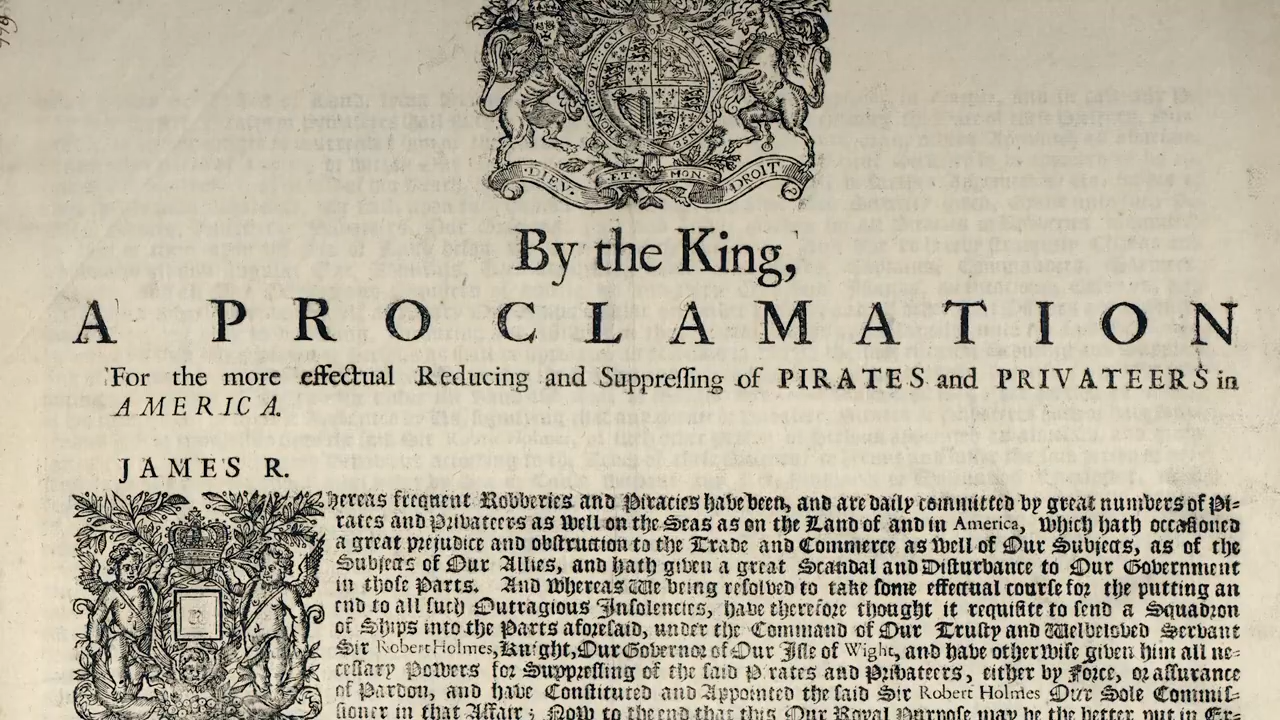 DIEV · ET · MON · DROIT
By the King,
A PROCLAMATION
For the more effectual Reducing and Suppreſſing of PIRATES and PRIVATEERS in
AMERICA.
JAMES R.
hereas frequent Robberies and Piracies have been, and are daily committed by great numbers of Pi-
rates and Privateers as well on the Seas as on the Land of and in America, which hath occaſioned
a great prejudice and obſtruction to the Trade and Commerce as well of Our Subjects, as of the
Subjects of Our Allies, and hath given a great Scandal and Diſturbance to Our Government
in thoſe Parts. And whereas We being reſolved to take ſome effectual courſe for the putting an
end to all ſuch Outragious Inſolencies, have therefore thought it requiſite to ſend a Squadron
of Ships into the Parts aforeſaid, under the Command of Our Truſty and Welbeloved Servant
Sir Robert Holmes, Knight, Our Governor of Our Iſle of Wight, and have otherwiſe given him all ne-
ceſſary Powers for Suppreſſing of the ſaid Pirates and Privateers, either by Force, or aſſurance
of Pardon, and have Conſtituted and Appointed the ſaid Sir Robert Holmes Our Sole Commiſ-
ſioner in that Affair; Now to the end that this Our Royal Purpoſe may be the better put in Ex-